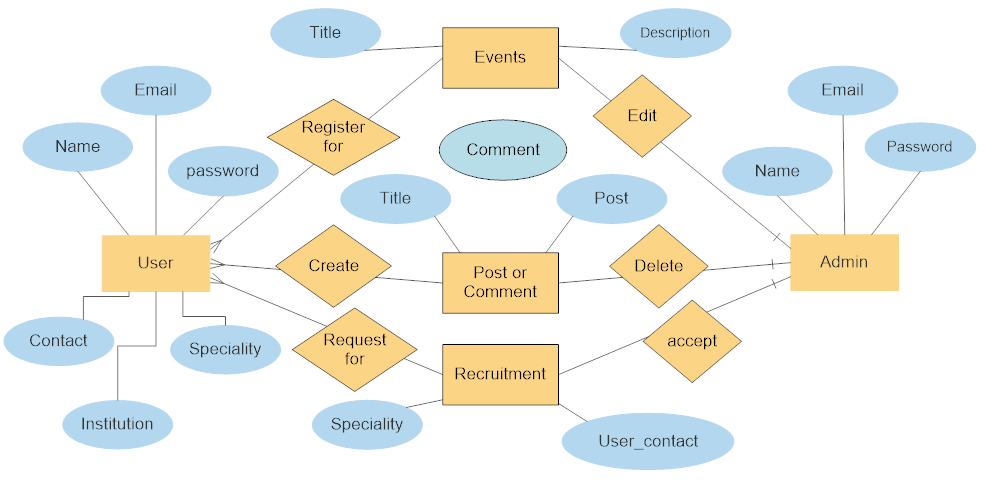 Title
Events
Description
Email
Name
password
Register
for
Comment
Edit
Email
Password
Name
Title
Post
User
Create
Post or
Comment
Delete
Admin
Contact
Speciality
Institution
Request
for
Recruitment
accept
Speciality
User_contact